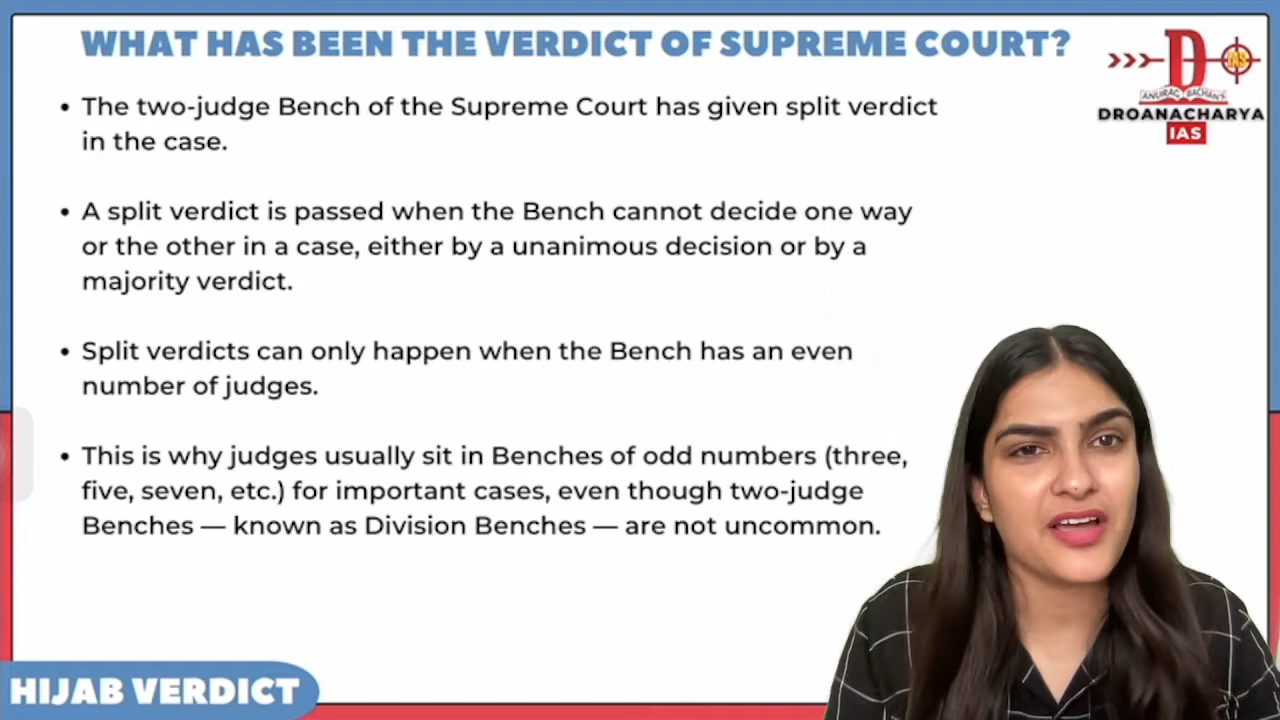 WHAT HAS BEEN THE VERDICT OF SUPREME COURT?
D
IAS
ANURAG BACHAN'S
DROANACHARYA
IAS
• The two-judge Bench of the Supreme Court has given split verdict
in the case.
• A split verdict is passed when the Bench cannot decide one way
or the other in a case, either by a unanimous decision or by a
majority verdict.
• Split verdicts can only happen when the Bench has an even
number of judges.
• This is why judges usually sit in Benches of odd numbers (three,
five, seven, etc.) for important cases, even though two-judge
Benches — known as Division Benches — are not uncommon.
HIJAB VERDICT